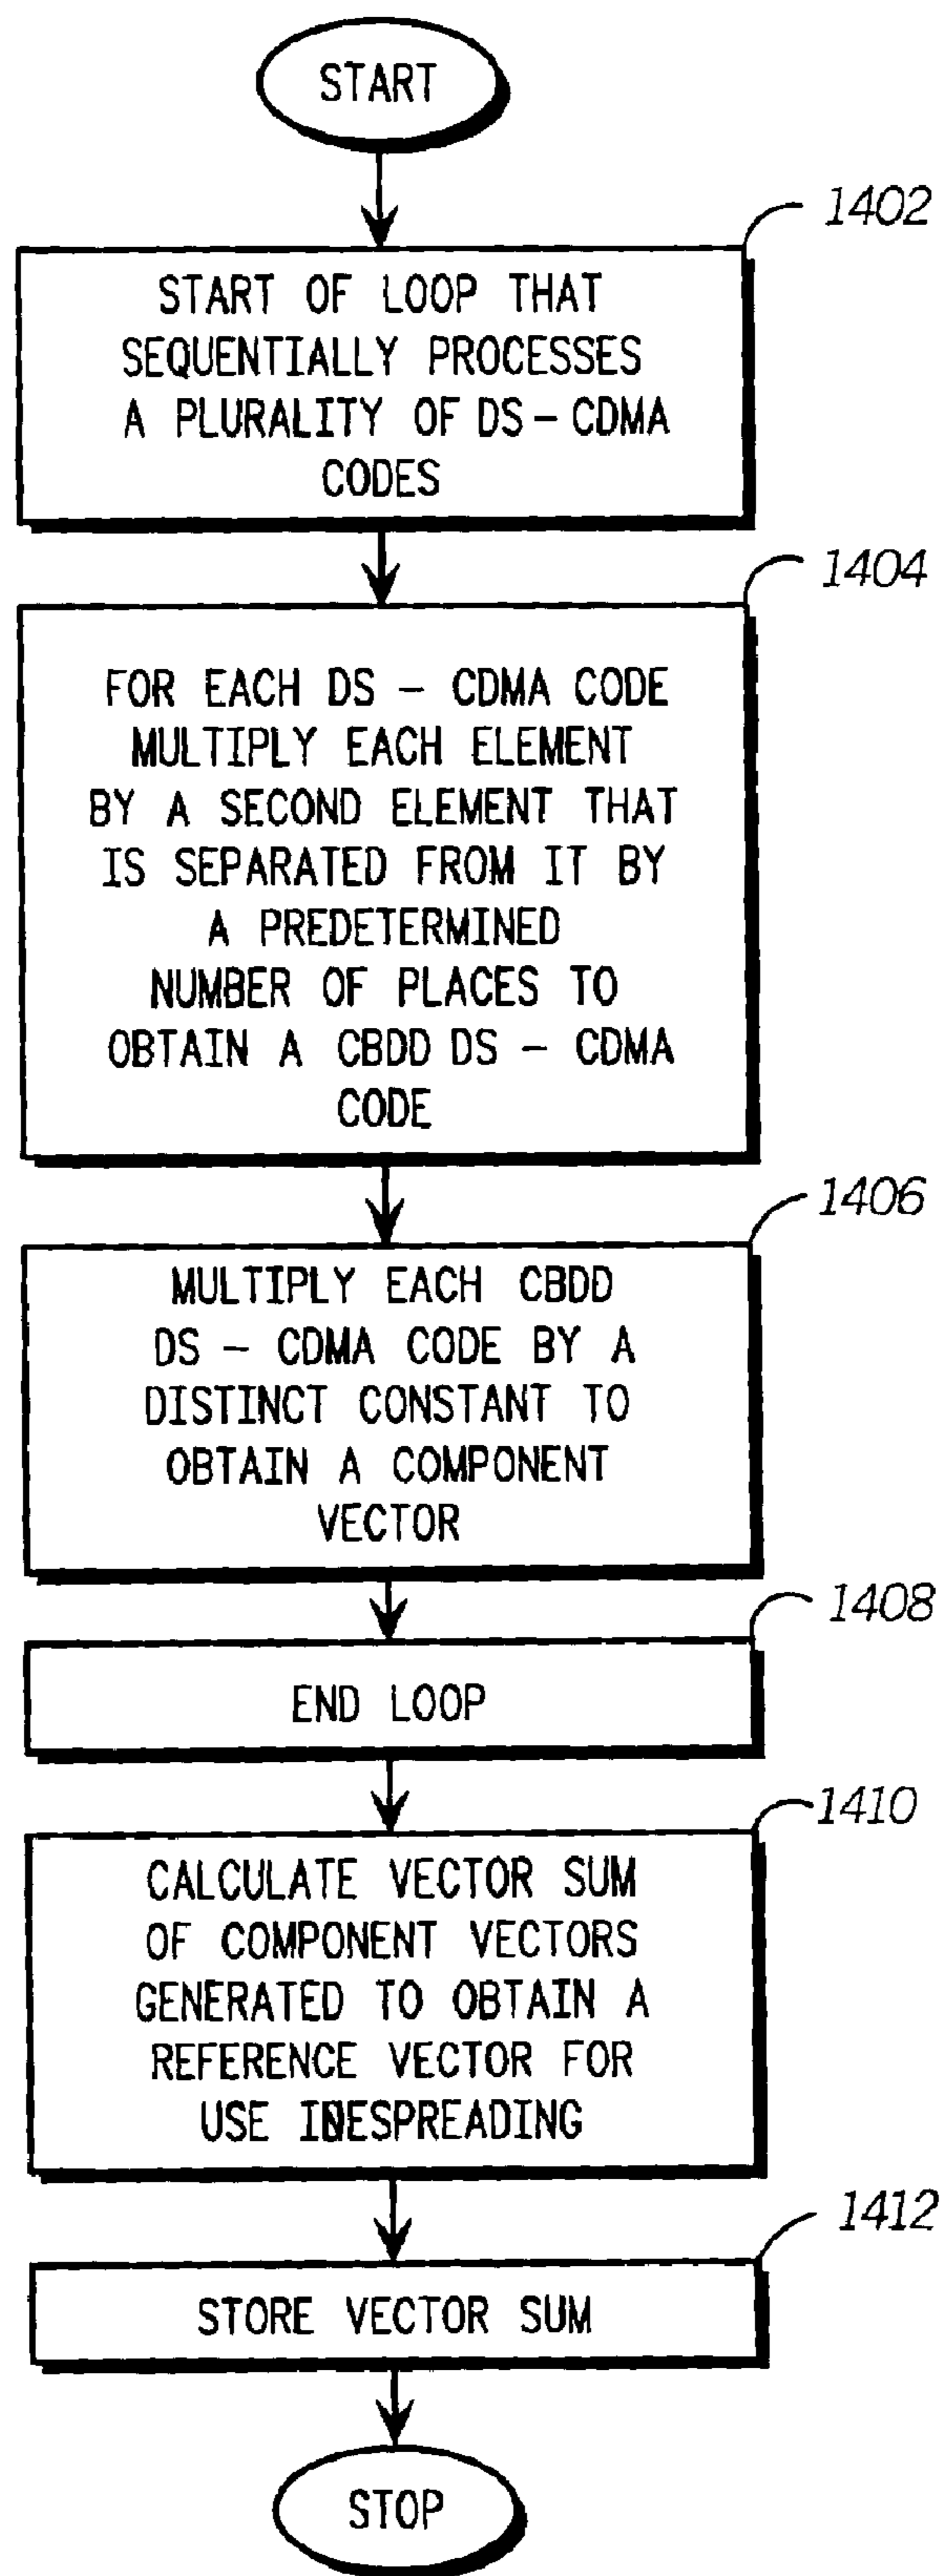 START
1402
START OF LOOP THAT
SEQUENTIALLY PROCESSES
A PLURALITY OF DS - CDMA
CODES
1404
FOR EACH DS - CDMA CODE
MULTIPLY EACH ELEMENT
BY A SECOND ELEMENT THAT
IS SEPARATED FROM IT BY
A PREDETERMINED
NUMBER OF PLACES TO
OBTAIN A CBDD DS - CDMA
CODE
1406
MULTIPLY EACH CBDD
DS - CDMA CODE BY A
DISTINCT CONSTANT TO
OBTAIN A COMPONENT
VECTOR
1408
END LOOP
1410
CALCULATE VECTOR SUM
OF COMPONENT VECTORS
GENERATED TO OBTAIN A
REFERENCE VECTOR FOR
USE
1412
STORE VECTOR SUM
STOP